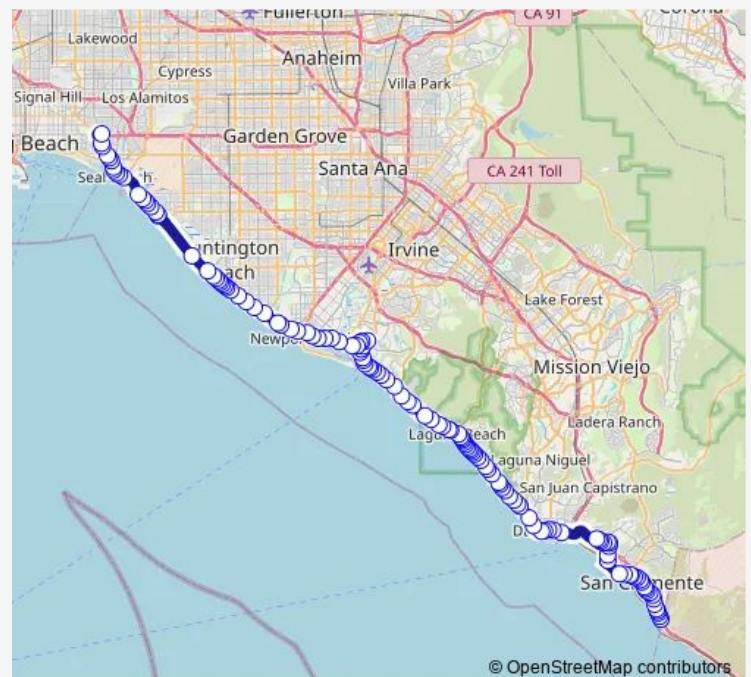 Fullerton
CA 91
Lakewood
Cypress
Anaheim
Villa Park
Signal Hill
Los Alamitos
Beach
Garden Grove
Santa Ana
CA 241 Toll
Seal
Irvine
Lake Forest
Mission Viejo
Ladera Ranch
Laguna Niguel
San Juan Capistrano
© OpenStreetMap contributors